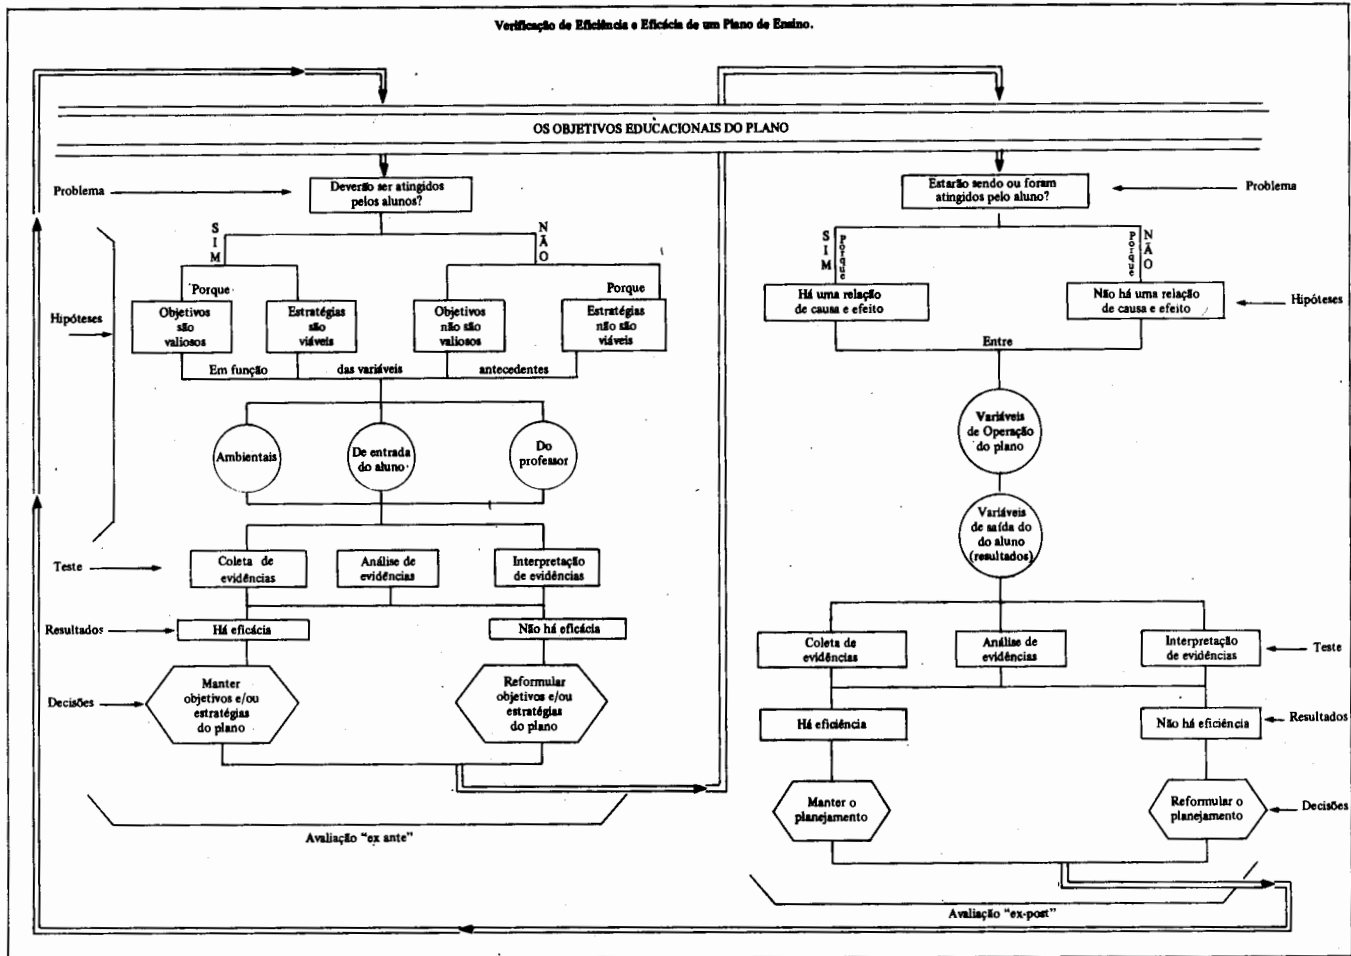 Verificação de Eficiência e Eficácia de um Plano de Ensino.
OS OBJETIVOS EDUCACIONAIS DO PLANO
Problema
Deverão ser atingidos
pelos alunos?
SIM
NÃO
Hipóteses
Porque
Porque
Objetivos
são
valiosos
Estratégias
são
viáveis
Objetivos
não são
valiosos
Estratégias
não são
viáveis
Em função das variáveis antecedentes
Ambientais
De entrada
do aluno
Do
professor
Teste
Coleta de
evidências
Análise de
evidências
Interpretação
de evidências
Resultados
Há eficácia
Não há eficácia
Decisões
Manter
objetivos e/ou
estratégias
do plano
Reformular
objetivos e/ou
estratégias
do plano
Avaliação "ex ante"
Estarão sendo ou foram
atingidos pelo aluno?
Problema
SIM
Porque
Porque
NÃO
Há uma relação
de causa e efeito
Não há uma relação
de causa e efeito
Hipóteses
Entre
Variáveis
de Operação
do plano
Variáveis
de saída do
do aluno
(resultados)
Coleta de
evidências
Análise de
evidências
Interpretação
de evidências
Teste
Há eficiência
Não há eficiência
Resultados
Manter o
planejamento
Reformular o
planejamento
Decisões
Avaliação "ex-post"